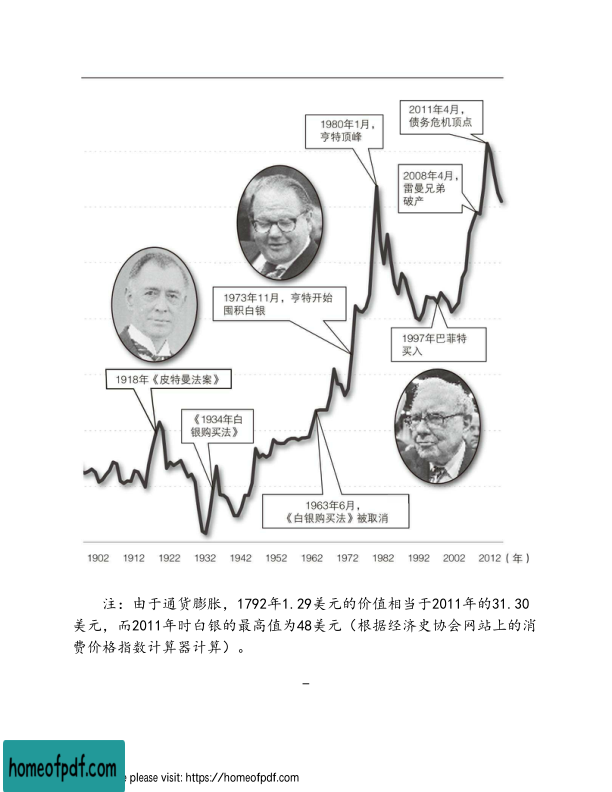 2011年4月，
债务危机顶点
1980年1月，
亨特顶峰
2008年4月，
雷曼兄弟
破产
1973年11月，亨特开始
囤积白银
1997年巴菲特
买入
1918年《皮特曼法案》
《1934年白
银购买法》
1963年6月，
《白银购买法》被取消
1902 1912 1922 1932 1942 1952 1962 1972 1982 1992 2002 2012（年）
注：由于通货膨胀，1792年1.29美元的价值相当于2011年的31.30
美元，而2011年时白银的最高值为48美元（根据经济史协会网站上的消
费价格指数计算器计算）。
homeofpdf.com
e please visit: https://homeofpdf.com